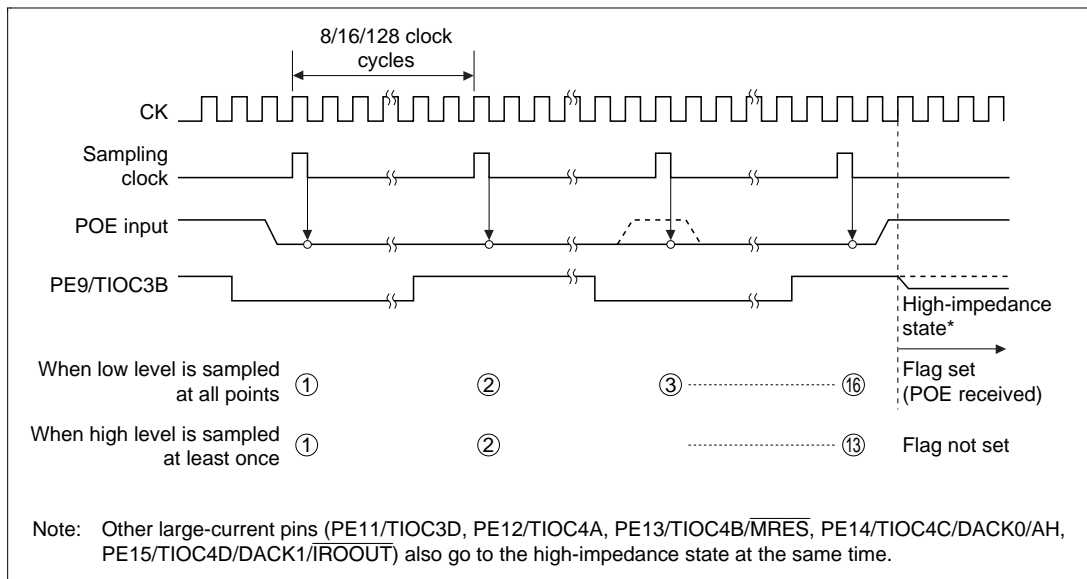 8/16/128 clock
cycles
CK
Sampling
clock
POE input
PE9/TIOC3B
High-impedance
state*
When low level is sampled
at all points
① ② ③ ⑯ Flag set
(POE received)
When high level is sampled
at least once
① ② ⑬ Flag not set
Note: Other large-current pins (PE11/TIOC3D, PE12/TIOC4A, PE13/TIOC4B/MRES, PE14/TIOC4C/DACK0/AH,
PE15/TIOC4D/DACK1/IROOUT) also go to the high-impedance state at the same time.